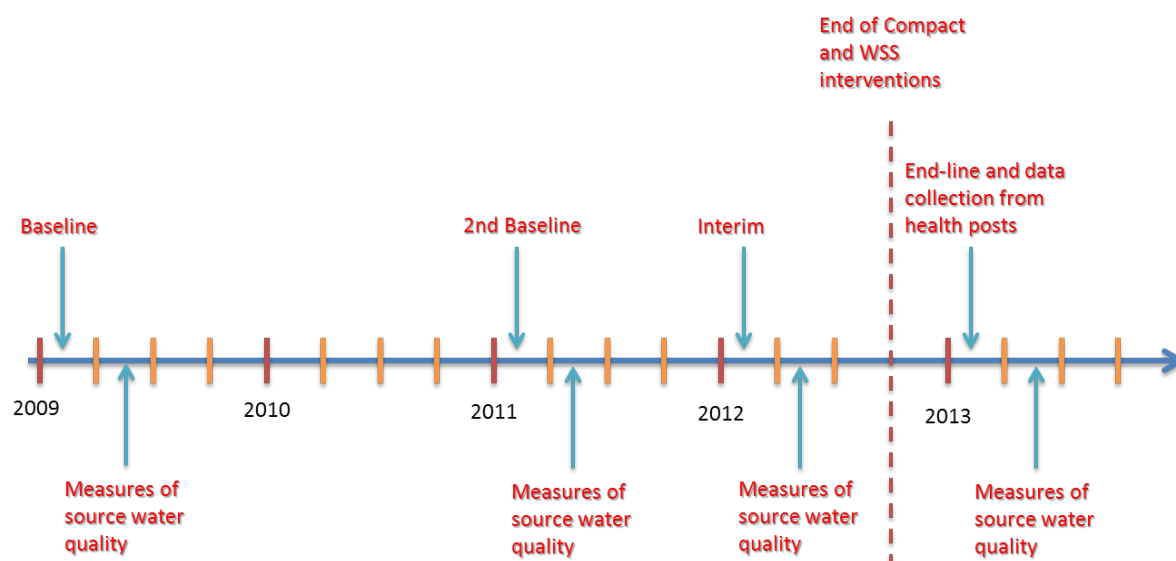 End of Compact
and WSS
interventions
End-line and data
collection from
health posts
Baseline
2nd Baseline
Interim
2009
2010
2011
2012
2013
Measures of
source water
quality
Measures of
source water
quality
Measures of
source water
quality
Measures of
source water
quality